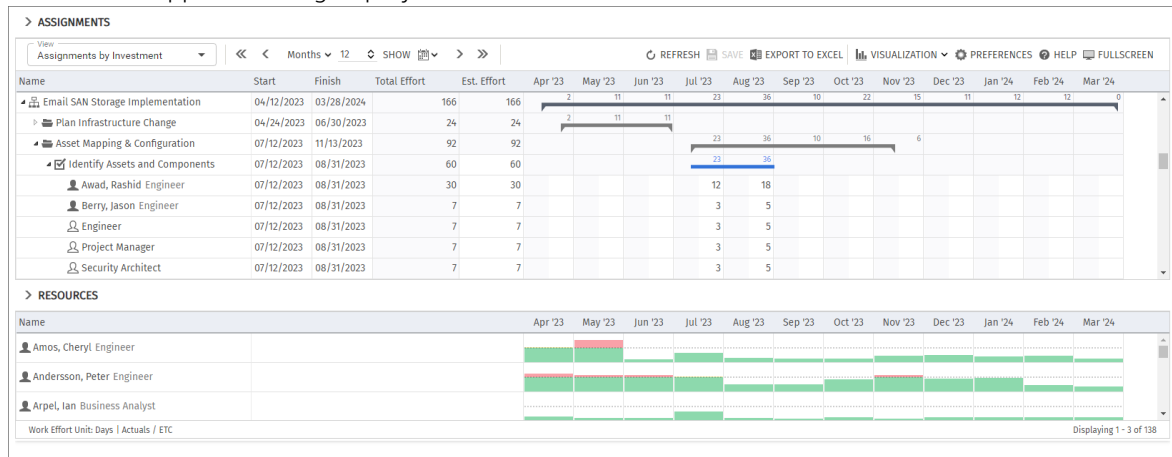 ASSIGNMENTS
View
Assignments by Investment Months 12 SHOW REFRESH SAVE EXPORT TO EXCEL VISUALIZATION PREFERENCES HELP FULLSCREEN
Name Start Finish Total Effort Est. Effort Apr '23 May '23 Jun '23 Jul '23 Aug '23 Sep '23 Oct '23 Nov '23 Dec '23 Jan '24 Feb '24 Mar '24
Email SAN Storage Implementation 04/12/2023 03/28/2024 166 166 2 11 11 23 36 10 22 15 11 12 12 0
Plan Infrastructure Change 04/24/2023 06/30/2023 24 24 2 11 11
Asset Mapping & Configuration 07/12/2023 11/13/2023 92 92 23 36 10 16 6
Identify Assets and Components 07/12/2023 08/31/2023 60 60 23 36
Awad, Rashid Engineer 07/12/2023 08/31/2023 30 30 12 18
Berry, Jason Engineer 07/12/2023 08/31/2023 7 7 3 5
Engineer 07/12/2023 08/31/2023 7 7 3 5
Project Manager 07/12/2023 08/31/2023 7 7 3 5
Security Architect 07/12/2023 08/31/2023 7 7 3 5
RESOURCES
Name Apr '23 May '23 Jun '23 Jul '23 Aug '23 Sep '23 Oct '23 Nov '23 Dec '23 Jan '24 Feb '24 Mar '24
Amos, Cheryl Engineer
Andersson, Peter Engineer
Arpel, Ian Business Analyst
Work Effort Unit: Days | Actuals / ETC Displaying 1 - 3 of 138